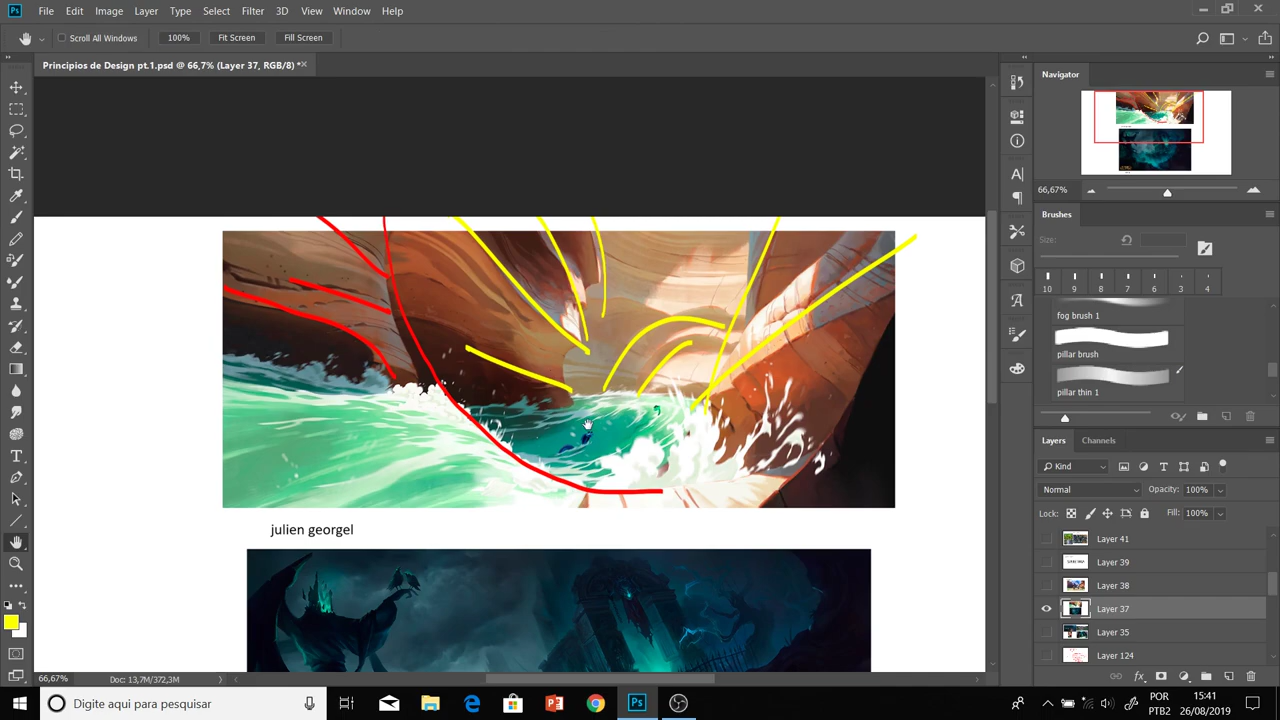 Ps File Edit Image Layer Type Select Filter 3D View Window Help
Scroll All Windows 100% Fit Screen Fill Screen
Principios de Design pt.1.psd @ 66,7% (Layer 37, RGB/8) *
Navigator
66,67%
Brushes
Size:
10 9 8 7 6 3 4
fog brush 1
pillar brush
pillar thin 1
Layers Channels
Kind
Normal Opacity: 100%
Lock: Fill: 100%
Layer 41
Layer 39
Layer 38
Layer 37
Layer 35
Layer 124
julien georgel
66,67% Doc: 13,7M/372,3M
Digite aqui para pesquisar
POR
PTB2
15:41
26/08/2019